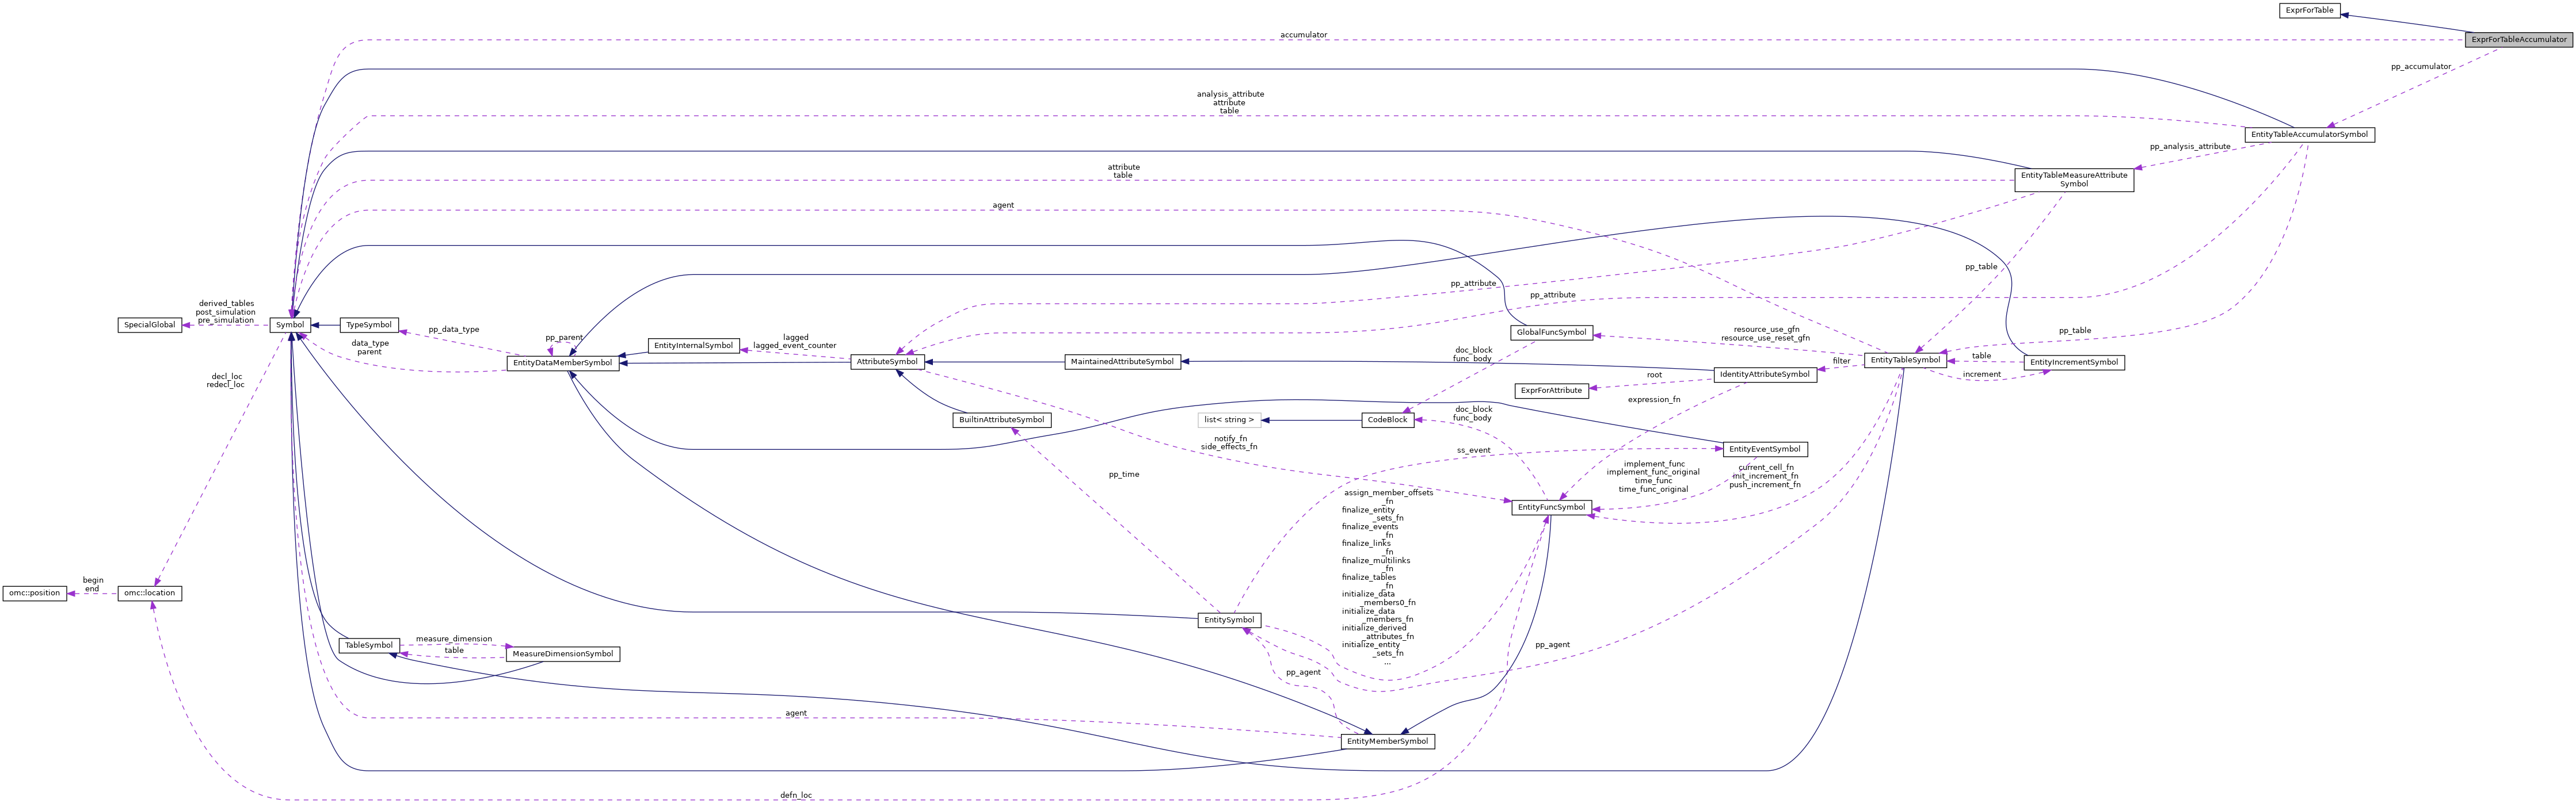 ExprForTable
accumulator
ExprForTableAccumulator
pp_accumulator
analysis_attribute
attribute
table
EntityTableAccumulatorSymbol
pp_analysis_attribute
attribute
table
EntityTableMeasureAttribute
Symbol
agent
pp_table
pp_attribute
pp_attribute
derived_tables
post_simulation
pre_simulation
SpecialGlobal
Symbol
TypeSymbol
pp_data_type
data_type
parent
pp_parent
EntityDataMemberSymbol
EntityInternalSymbol
lagged
lagged_event_counter
AttributeSymbol
MaintainedAttributeSymbol
doc_block
func_body
GlobalFuncSymbol
resource_use_gfn
resource_use_reset_gfn
pp_table
filter
EntityTableSymbol
table
increment
EntityIncrementSymbol
decl_loc
redecl_loc
root
IdentityAttributeSymbol
ExprForAttribute
expression_fn
BuiltinAttributeSymbol
list< string >
CodeBlock
doc_block
func_body
notify_fn
side_effects_fn
ss_event
EntityEventSymbol
pp_time
implement_func
implement_func_original
time_func
time_func_original
current_cell_fn
init_increment_fn
push_increment_fn
EntityFuncSymbol
assign_member_offsets
_fn
finalize_entity
_sets_fn
finalize_events
_fn
finalize_links
_fn
finalize_multilinks
_fn
finalize_tables
_fn
initialize_data
_members0_fn
initialize_data
_members_fn
initialize_derived
_attributes_fn
initialize_entity
_sets_fn
...
omc::position
begin
end
omc::location
EntitySymbol
TableSymbol
measure_dimension
table
MeasureDimensionSymbol
pp_agent
pp_agent
agent
EntityMemberSymbol
defn_loc